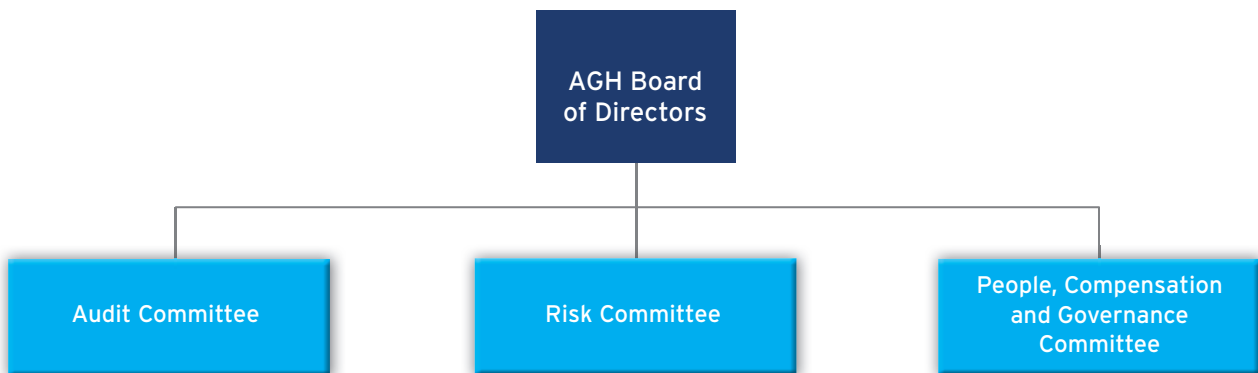 AGH Board
of Directors
Audit Committee
Risk Committee
People, Compensation
and Governance
Committee